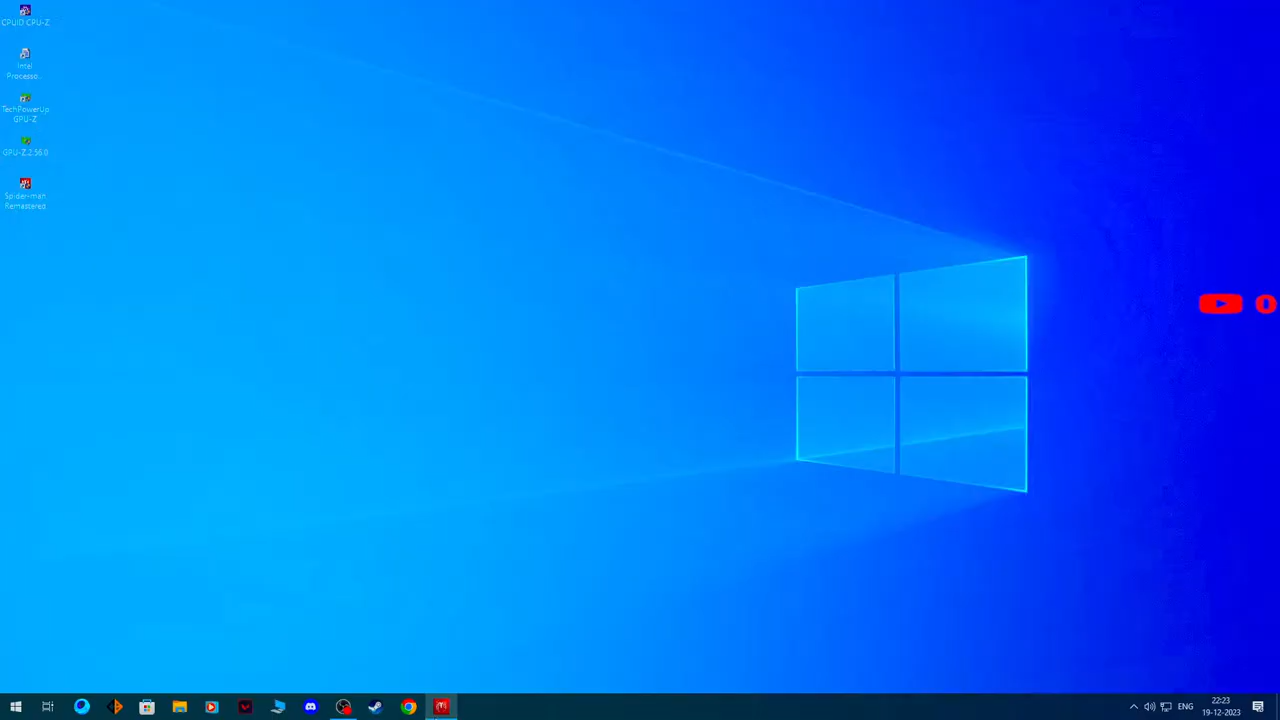 CPUID CPU-Z
Intel
Processo...
TechPowerUp
GPU-Z
GPU-Z.2.56.0
Spider-man
Remastered
0
ENG
22:23
19-12-2023